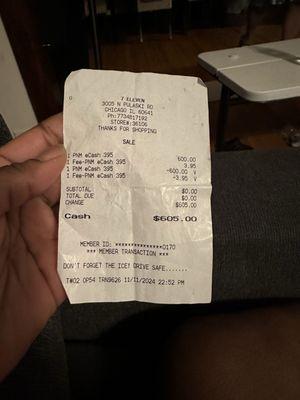 7 ELEVEN
3005 N PULASKI RD
CHICAGO IL 60641
Ph:7734817192
STORE#:36106
THANKS FOR SHOPPING
SALE
1 PNM eCash 395 600.00
1 Fee-PNM eCash 395 3.95
1 PNM eCash 395 -600.00 V
1 Fee-PNM eCash 395 -3.95 V
SUBTOTAL $0.00
TOTAL DUE $0.00
CHANGE $605.00
Cash $605.00
MEMBER ID: ***************0170
*** MEMBER TRANSACTION ***
DON'T FORGET THE ICE! DRIVE SAFE.......
T#02 OP54 TRN9626 11/11/2024 22:52 PM